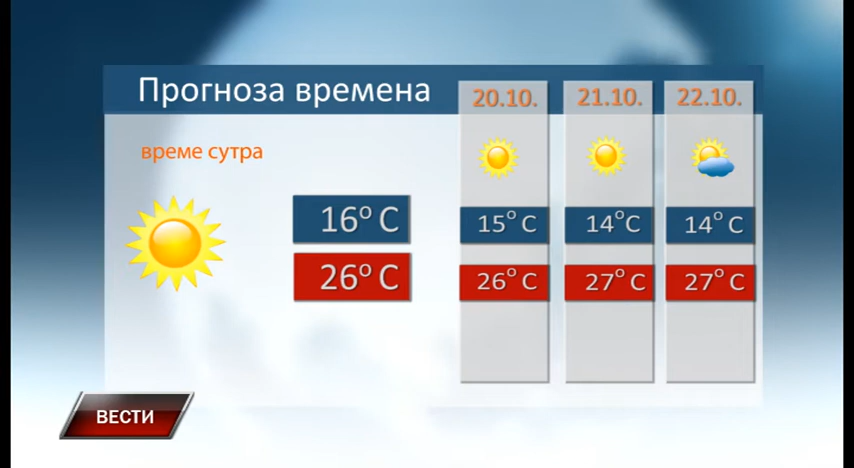 Прогноза времена
време сутра
16° C
26° C
20.10.
15° C
26° C
21.10.
14°C
27° C
22.10.
14° C
27° C
ВЕСТИ